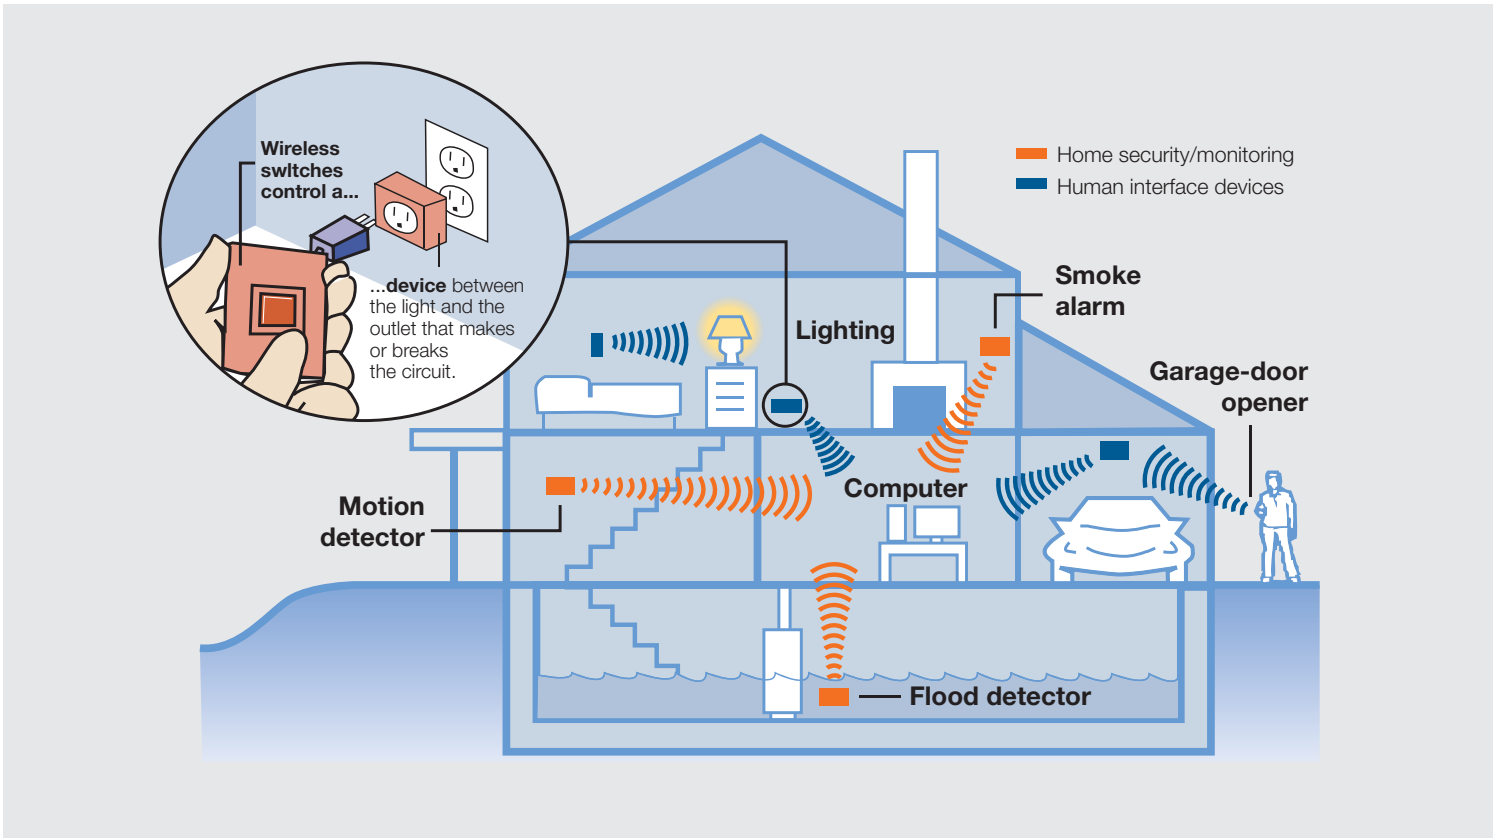 Wireless
swltches
control a...
...device between
the light and the
outlet that makes
or breaks
the circuit.
Home security/monitoring
Human interface devices
Smoke
alarm
Lighting
Garage-door
opener
Computer
Motion
detector
Flood detector